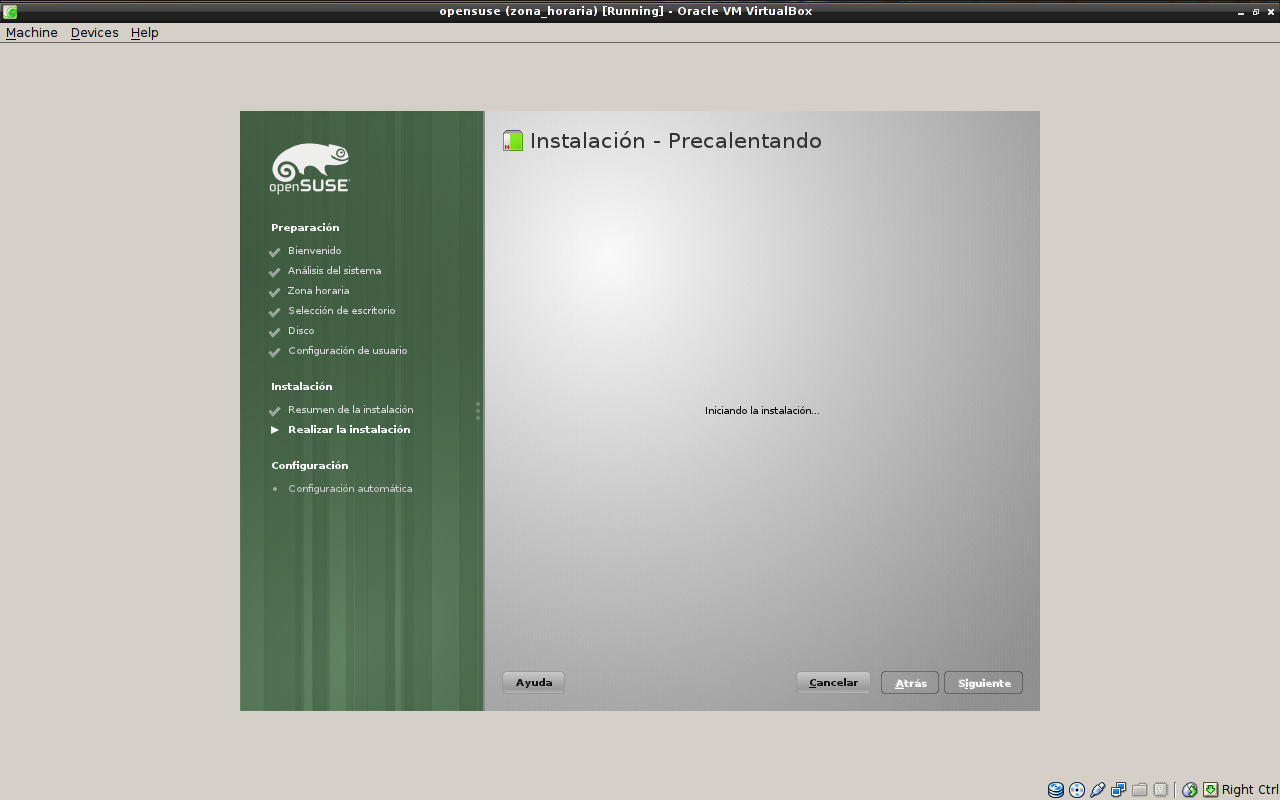 opensuse (zona_horaria) [Running] - Oracle VM VirtualBox
Machine Devices Help
openSUSE
Preparación
Bienvenido
Análisis del sistema
Zona horaria
Selección de escritorio
Disco
Configuración de usuario
Instalación
Resumen de la instalación
Realizar la instalación
Configuración
Configuración automática
Instalación - Precalentando
Iniciando la instalación...
Ayuda
Cancelar
Atrás
Siguiente
Right Ctrl